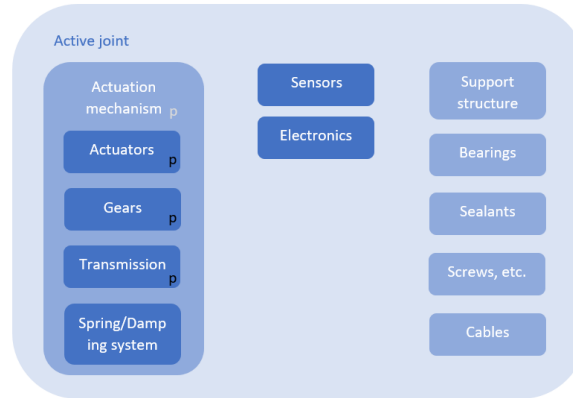 Active joint
Actuation
mechanism p
Actuators
p
Gears
p
Transmission
p
Spring/Damp
ing system
Sensors
Electronics
Support
structure
Bearings
Sealants
Screws, etc.
Cables